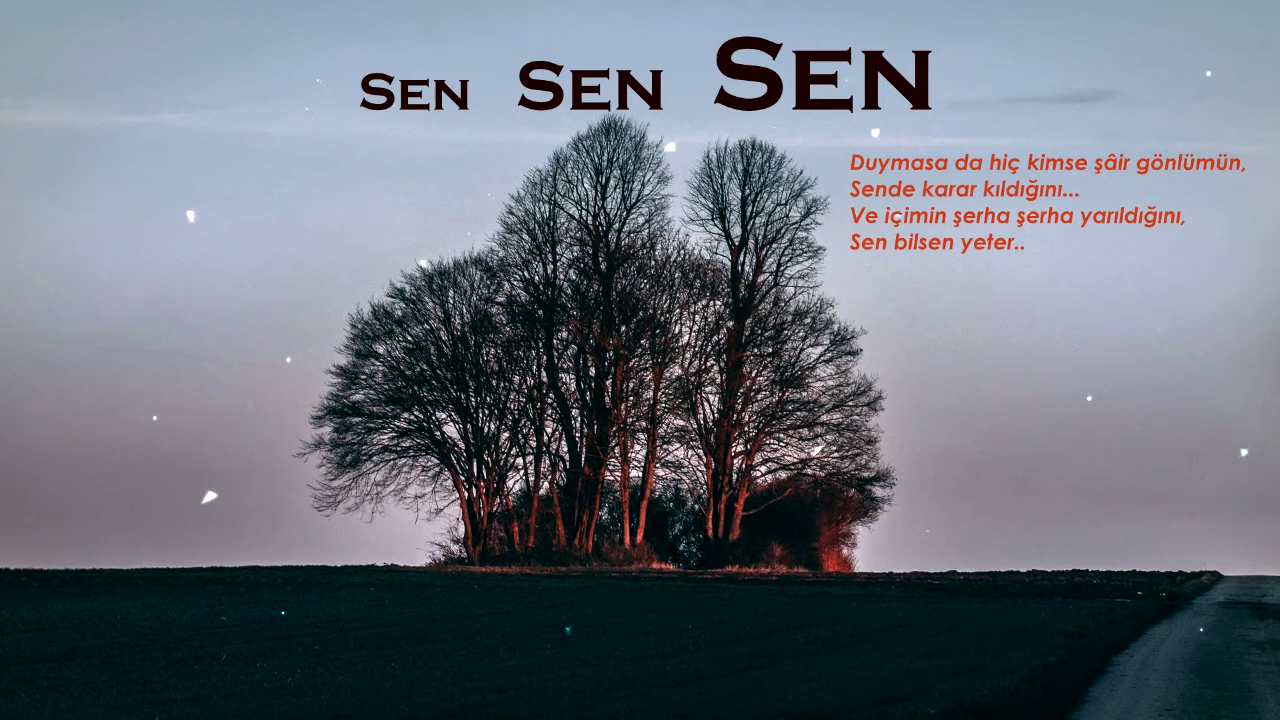 Sen Sen Sen
Duymasa da hiç kimse şâir gönlümün,
Sende karar kıldığını...
Ve içimin şerha şerha yarıldığını,
Sen bilsen yeter..